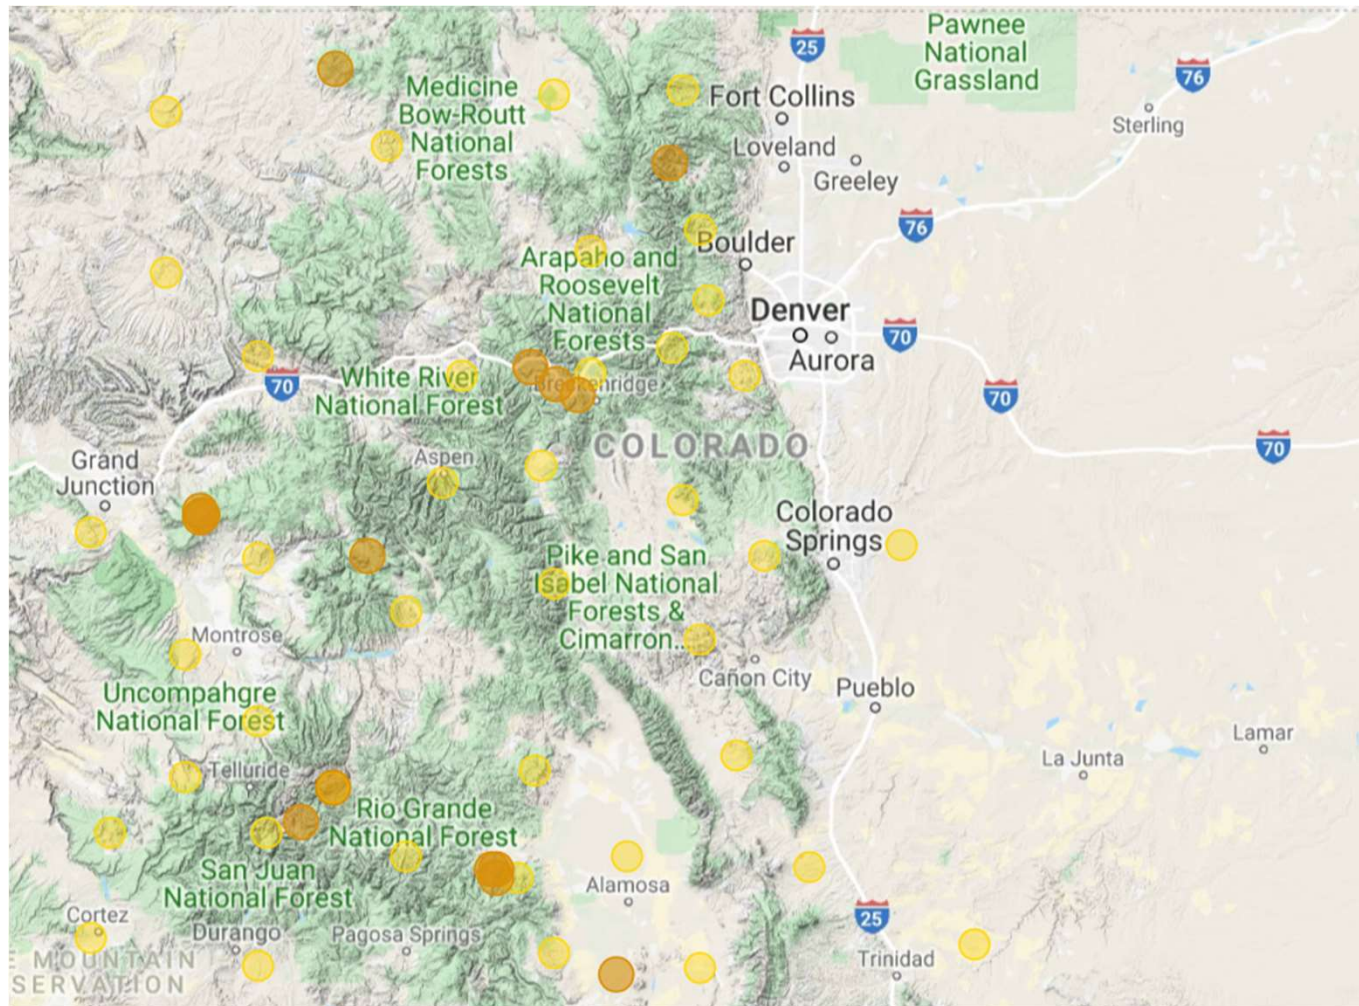 Pawnee
National
Grassland
25
76
Medicine
Bow-Routt
National
Forests
Fort Collins
Sterling
Loveland
Greeley
76
Boulder
Arapaho and
Roosevelt
National
Forests
Denver
70
Aurora
70
White River
National Forest
Breckenridge
70
COLORADO
70
Aspen
Grand
Junction
Colorado
Springs
Pike and San
Isabel National
Forests &
Cimarron...
Montrose
Cañon City
Pueblo
Uncompahgre
National Forest
Lamar
La Junta
Telluride
Rio Grande
National Forest
San Juan
National Forest
Alamosa
Cortez
25
Durango
Pagosa Springs
Trinidad
E MOUNTAIN
SERVATION